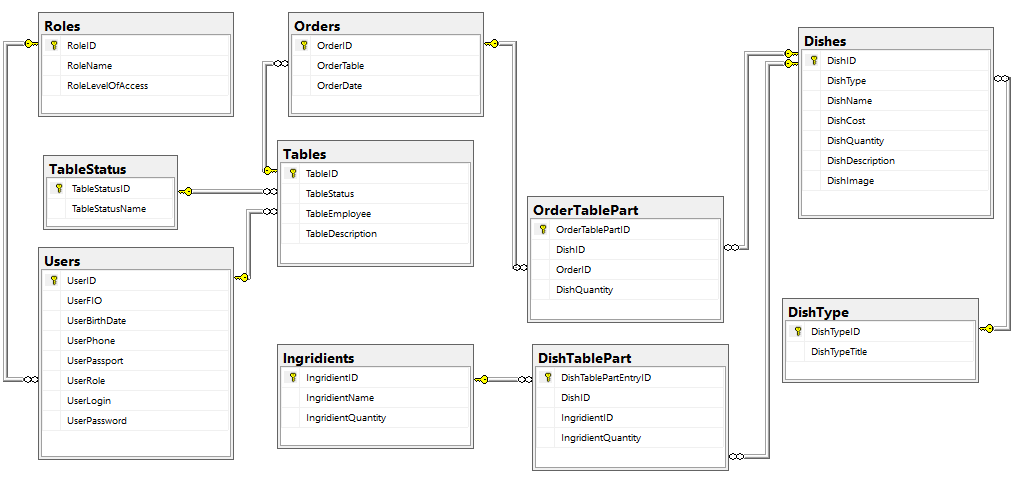 Roles
RoleID
RoleName
RoleLevelOfAccess
Orders
OrderID
OrderTable
OrderDate
Dishes
DishID
DishType
DishName
DishCost
DishQuantity
DishDescription
DishImage
TableStatus
TableStatusID
TableStatusName
Tables
TableID
TableStatus
TableEmployee
TableDescription
OrderTablePart
OrderTablePartID
DishID
OrderID
DishQuantity
Users
UserID
UserFIO
UserBirthDate
UserPhone
UserPassport
UserRole
UserLogin
UserPassword
DishType
DishTypeID
DishTypeTitle
Ingridients
IngridientID
IngridientName
IngridientQuantity
DishTablePart
DishTablePartEntryID
DishID
IngridientID
IngridientQuantity